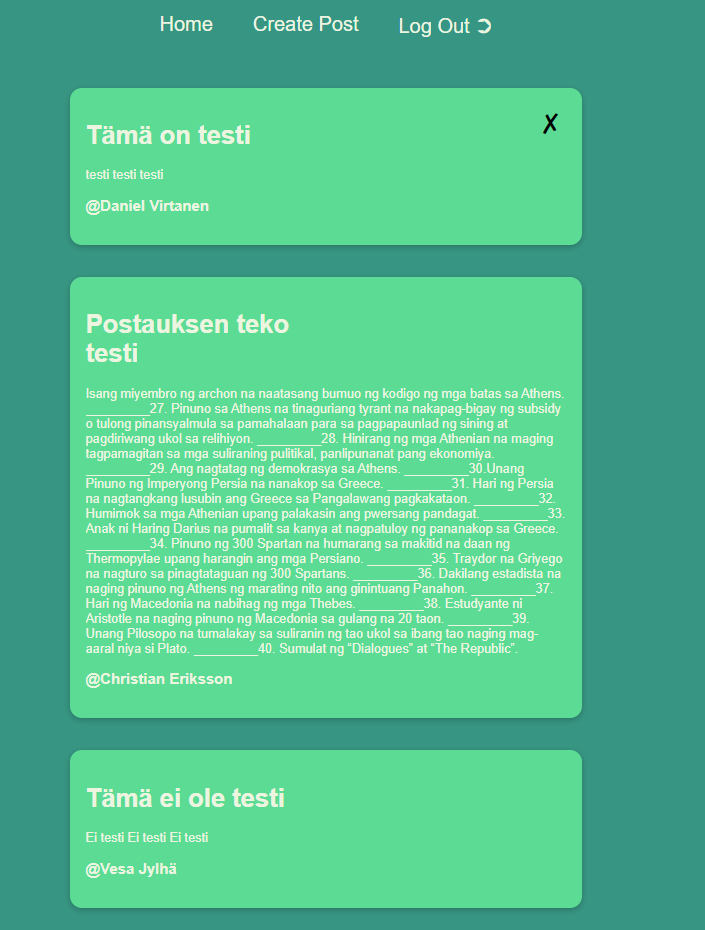 Home Create Post Log Out ➲
Tämä on testi ✗
testi testi testi
@Daniel Virtanen
Postauksen teko
testi
Isang miyembro ng archon na naatasang bumuo ng kodigo ng mga batas sa Athens.
_________27. Pinuno sa Athens na tinaguriang tyrant na nakapag-bigay ng subsidy
o tulong pinansyalmula sa pamahalaan para sa pagpapaunlad ng sining at
pagdiriwang ukol sa relihiyon. _________28. Hinirang ng mga Athenian na maging
tagpamagitan sa mga suliraning pulitikal, panlipunanat pang ekonomiya.
_________29. Ang nagtatag ng demokrasya sa Athens. _________30.Unang
Pinuno ng Imperyong Persia na nanakop sa Greece. _________31. Hari ng Persia
na nagtangkang lusubin ang Greece sa Pangalawang pagkakataon. _________32.
Humimok sa mga Athenian upang palakasin ang pwersang pandagat. _________33.
Anak ni Haring Darius na pumalit sa kanya at nagpatuloy ng pananakop sa Greece.
_________34. Pinuno ng 300 Spartan na humarang sa makitid na daan ng
Thermopylae upang harangin ang mga Persiano. _________35. Traydor na Griyego
na nagturo sa pinagtataguan ng 300 Spartans. _________36. Dakilang estadista na
naging pinuno ng Athens ng marating nito ang ginintuang Panahon. _________37.
Hari ng Macedonia na nabihag ng mga Thebes. _________38. Estudyante ni
Aristotle na naging pinuno ng Macedonia sa gulang na 20 taon. _________39.
Unang Pilosopo na tumalakay sa suliranin ng tao ukol sa ibang tao naging mag-
aaral niya si Plato. _________40. Sumulat ng "Dialogues" at "The Republic".
@Christian Eriksson
Tämä ei ole testi
Ei testi Ei testi Ei testi
@Vesa Jylhä